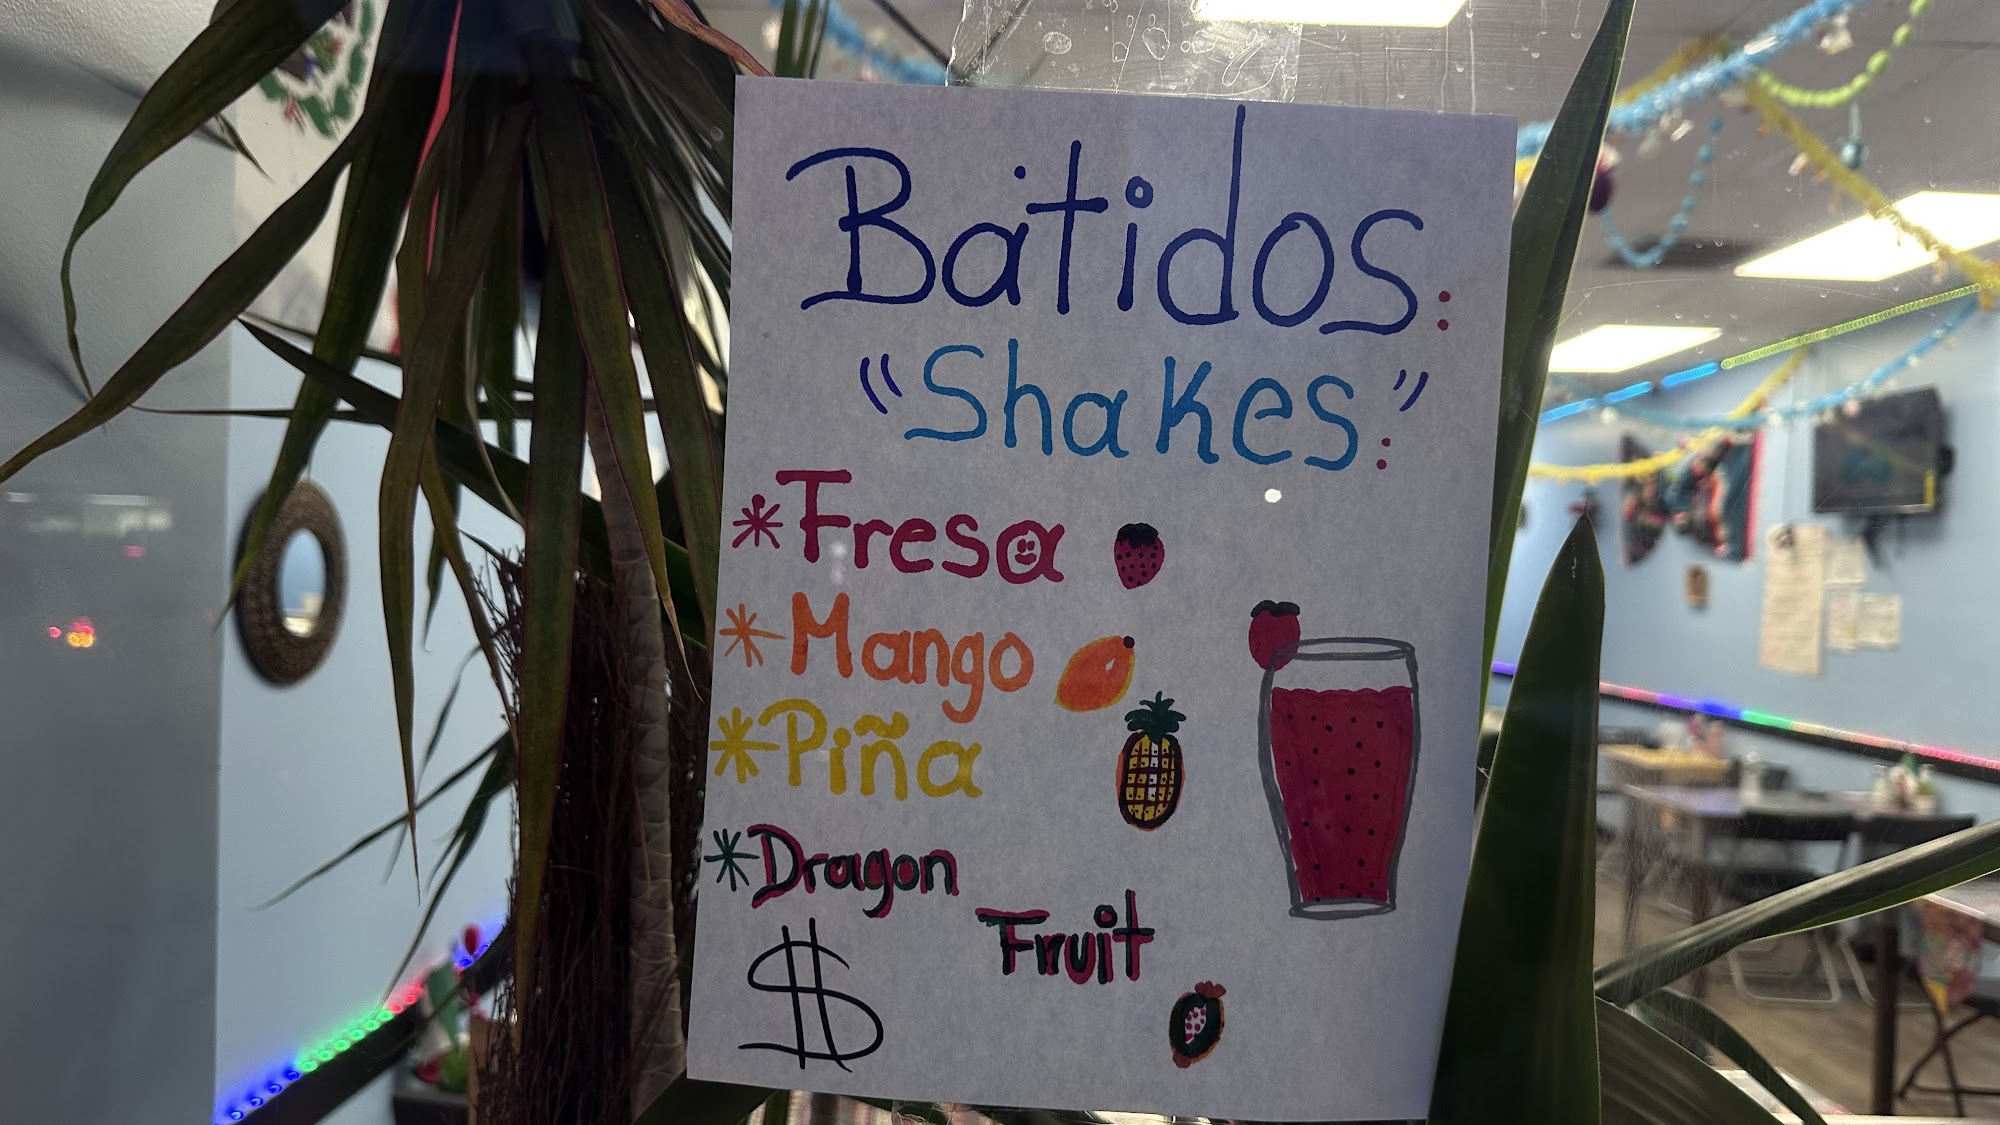 Batidos:
"Shakes":
*Fresa
*Mango
*Piña
*Dragon
Fruit
$